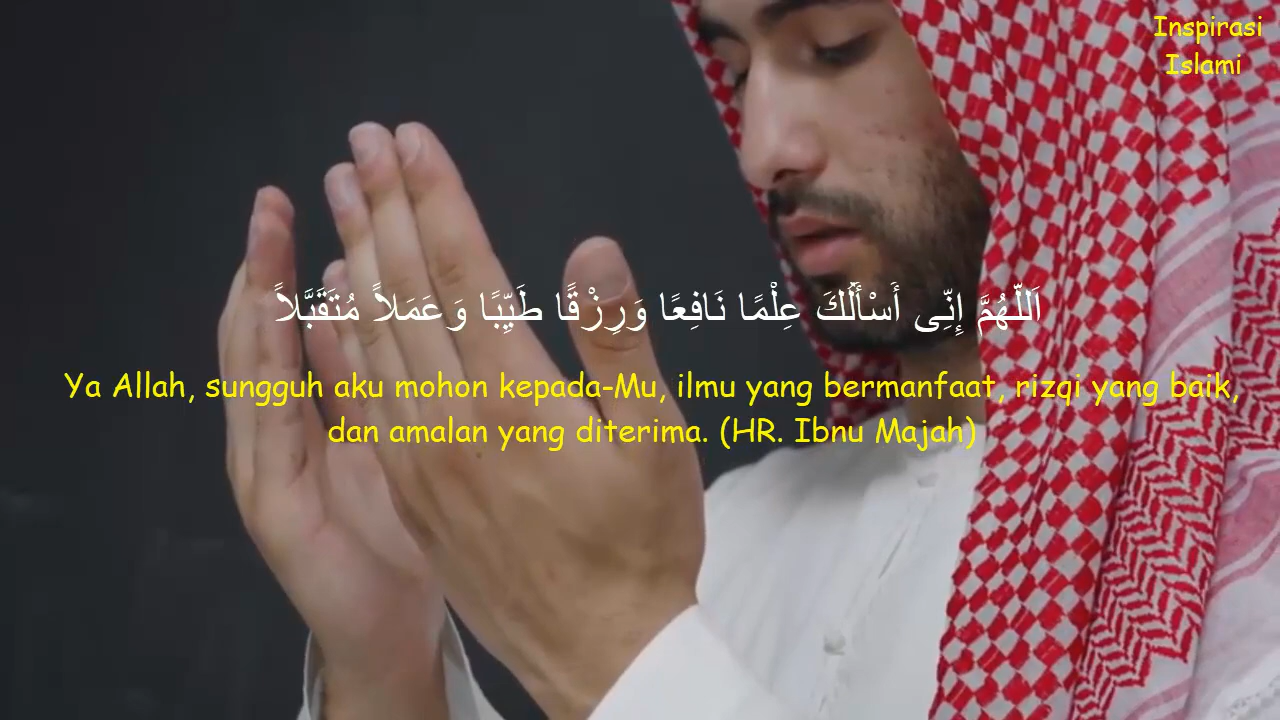 Inspirasi
Islami
اَللّهُمَّ إِنِّى أَسْأَلُكَ عِلْمًا نَافِعًا وَرِزْقًا طَيِّبًا وَعَمَلاً مُتَقَبَّلاً
Ya Allah, sungguh aku mohon kepada-Mu, ilmu yang bermanfaat, rizqi yang baik,
dan amalan yang diterima. (HR. Ibnu Majah)